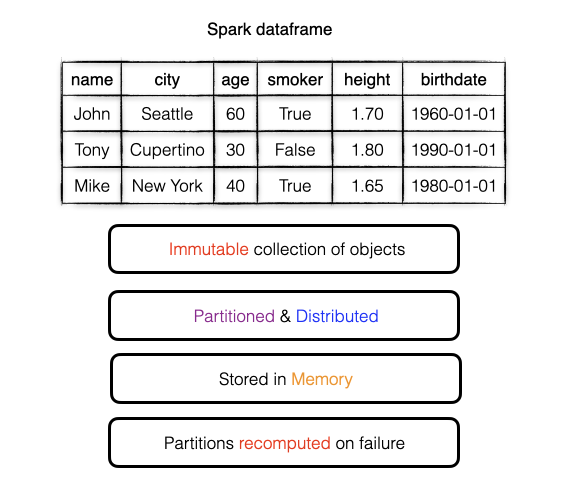 Spark dataframe
name city age smoker height birthdate
John Seattle 60 True 1.70 1960-01-01
Tony Cupertino 30 False 1.80 1990-01-01
Mike New York 40 True 1.65 1980-01-01
Immutable collection of objects
Partitioned & Distributed
Stored in Memory
Partitions recomputed on failure